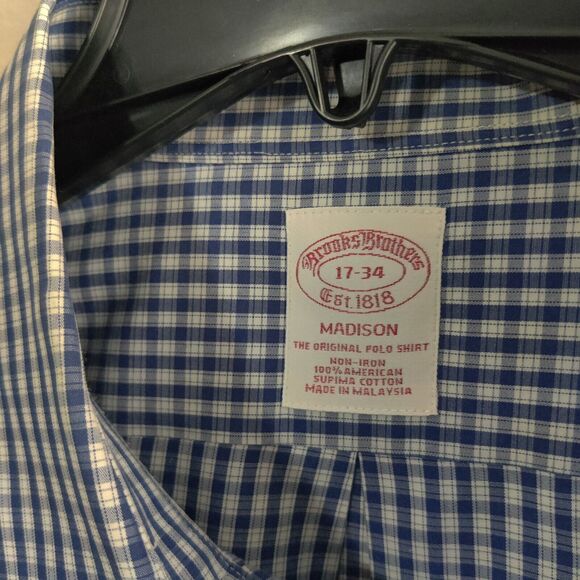 Brooks Brothers
17-34
Est. 1818
MADISON
THE ORIGINAL POLO SHIRT
NON-IRON
100% AMERICAN
SUPIMA COTTON
MADE IN MALAYSIA